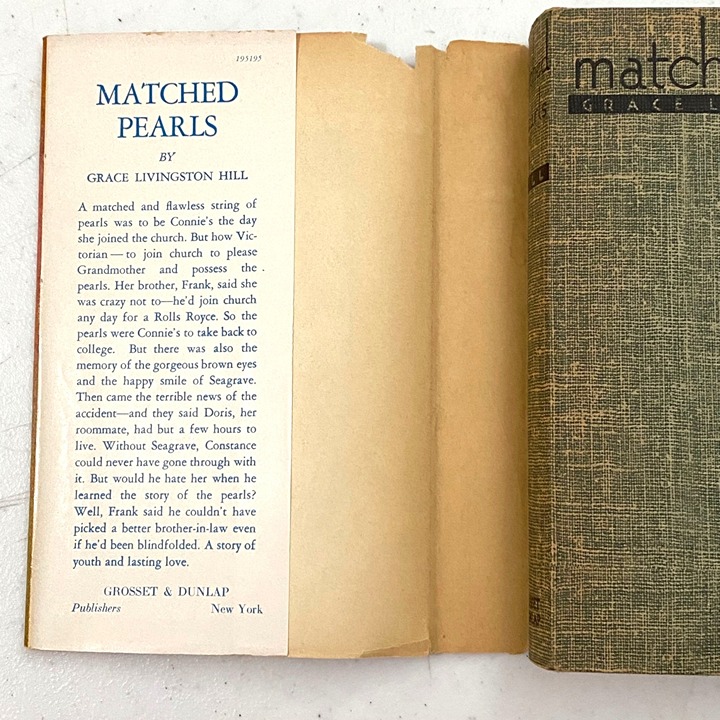 195195
MATCHED
PEARLS
BY
GRACE LIVINGSTON HILL
A matched and flawless string of
pearls was to be Connie's the day
she joined the church. But how Vic-
torian—to join church to please
Grandmother and possess the
pearls. Her brother, Frank, said she
was crazy not to—he'd join church
any day for a Rolls Royce. So the
pearls were Connie's to take back to
college. But there was also the
memory of the gorgeous brown eyes
and the happy smile of Seagrave.
Then came the terrible news of the
accident—and they said Doris, her
roommate, had but a few hours to
live. Without Seagrave, Constance
could never have gone through with
it. But would he hate her when he
learned the story of the pearls?
Well, Frank said he couldn't have
picked a better brother-in-law even
if he'd been blindfolded. A story of
youth and lasting love.
GROSSET & DUNLAP
Publishers New York
match
GRACE L